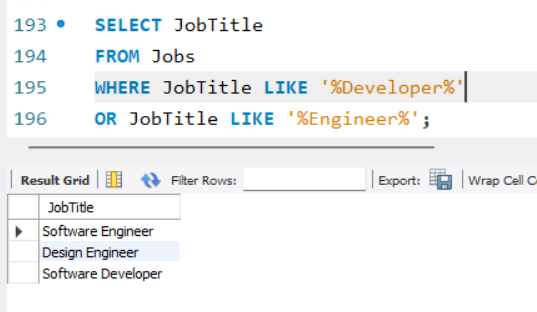 193 SELECT JobTitle
194 FROM Jobs
195 WHERE JobTitle LIKE '%Developer%'
196 OR JobTitle LIKE '%Engineer%';
Result Grid Filter Rows: Export: Wrap Cell C
JobTitle
Software Engineer
Design Engineer
Software Developer